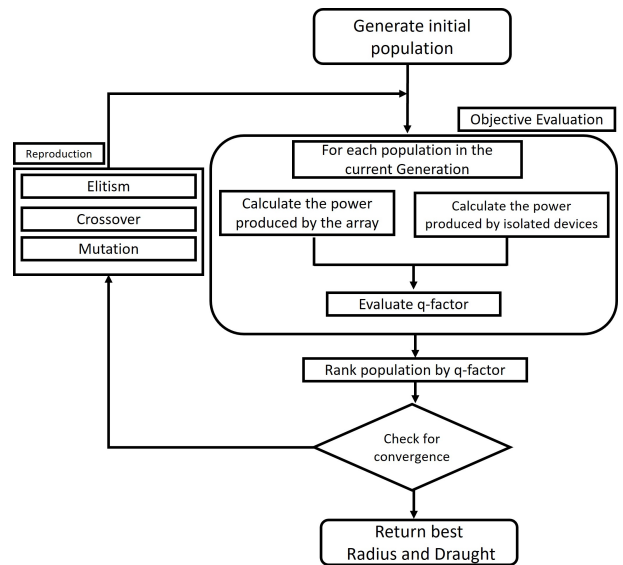 Generate initial
population
Objective Evaluation
For each population in the
current Generation
Reproduction
Elitism
Crossover
Mutation
Calculate the power
produced by the array
Calculate the power
produced by isolated devices
Evaluate q-factor
Rank population by q-factor
Check for
convergence
Return best
Radius and Draught